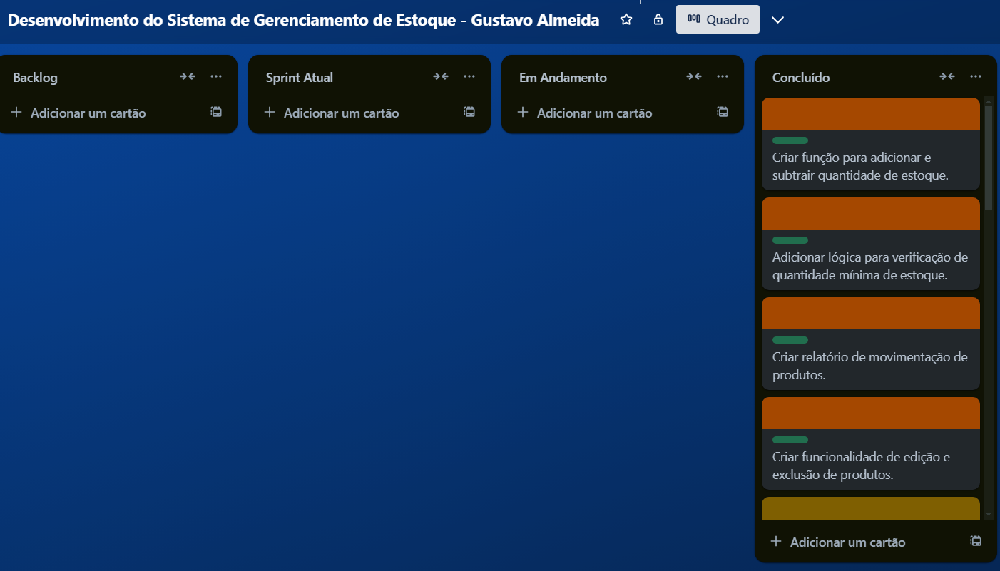 Desenvolvimento do Sistema de Gerenciamento de Estoque - Gustavo Almeida
Quadro
Backlog
Adicionar um cartão
Sprint Atual
Adicionar um cartão
Em Andamento
Adicionar um cartão
Concluído
Criar função para adicionar e
subtrair quantidade de estoque.
Adicionar lógica para verificação de
quantidade mínima de estoque.
Criar relatório de movimentação de
produtos.
Criar funcionalidade de edição e
exclusão de produtos.
Adicionar um cartão